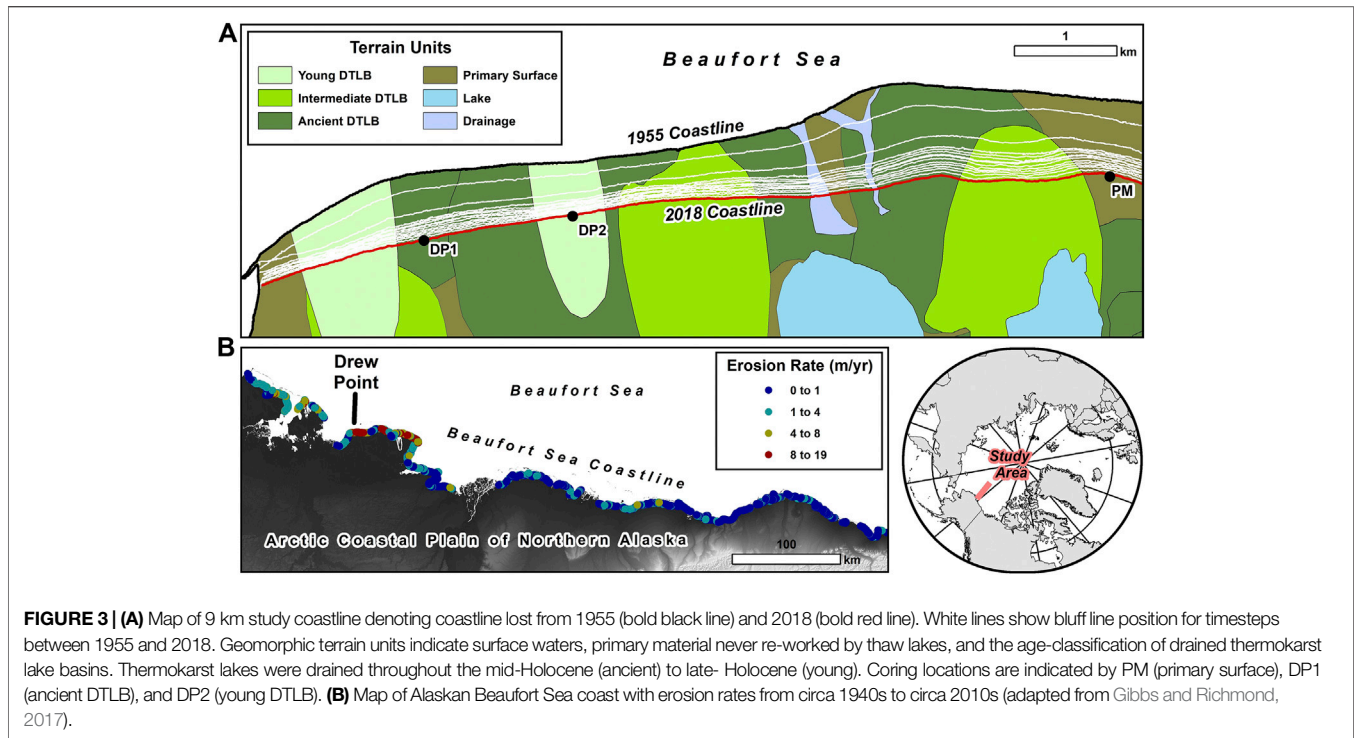 A
Terrain Units
Young DTLB
Intermediate DTLB
Ancient DTLB
Primary Surface
Lake
Drainage
Beaufort Sea
1
km
1955 Coastline
2018 Coastline
DP1
DP2
PM
B
Drew
Point
Beaufort Sea
Beaufort Sea Coastline
Arctic Coastal Plain of Northern Alaska
Erosion Rate (m/yr)
0 to 1
1 to 4
4 to 8
8 to 19
100
km
Study
Area
FIGURE 3 | (A) Map of 9 km study coastline denoting coastline lost from 1955 (bold black line) and 2018 (bold red line). White lines show bluff line position for timesteps
between 1955 and 2018. Geomorphic terrain units indicate surface waters, primary material never re-worked by thaw lakes, and the age-classification of drained thermokarst
lake basins. Thermokarst lakes were drained throughout the mid-Holocene (ancient) to late- Holocene (young). Coring locations are indicated by PM (primary surface), DP1
(ancient DTLB), and DP2 (young DTLB). (B) Map of Alaskan Beaufort Sea coast with erosion rates from circa 1940s to circa 2010s (adapted from Gibbs and Richmond,
2017).